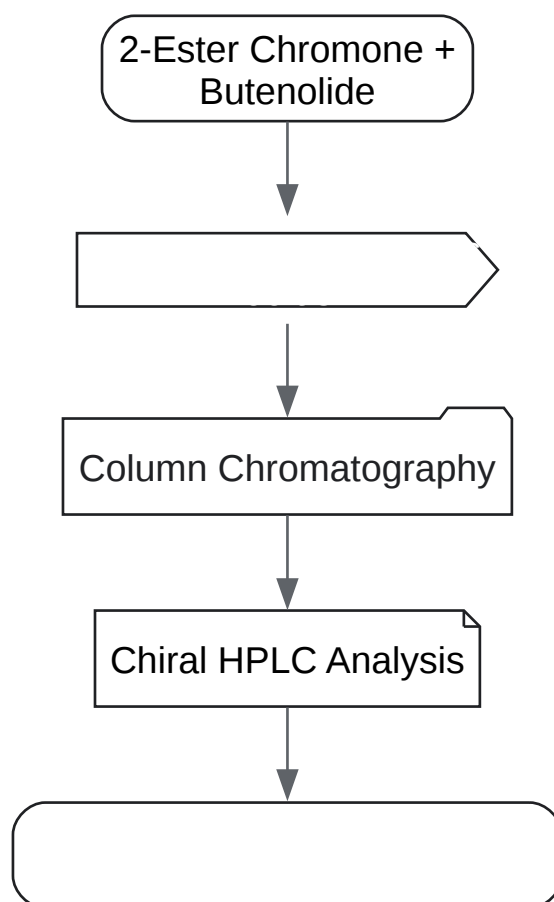 2-Ester Chromone +
Butenolide
Column Chromatography
Chiral HPLC Analysis